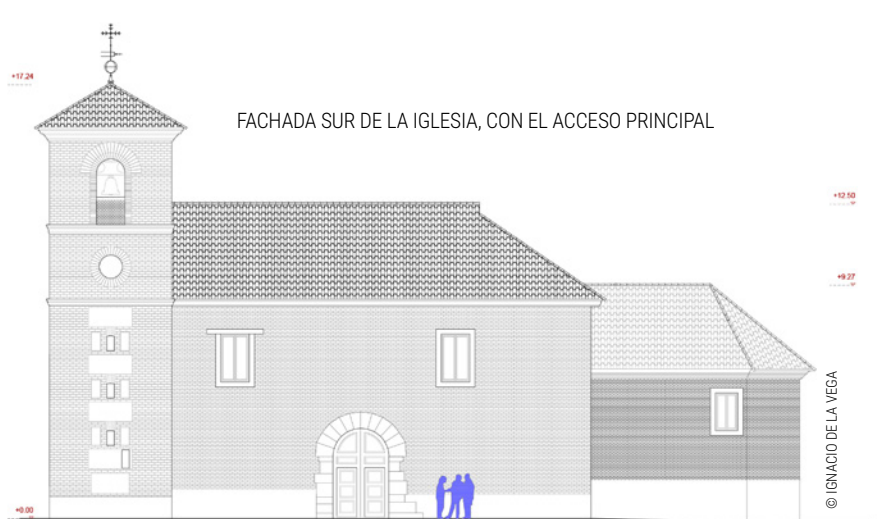 +17.24
FACHADA SUR DE LA IGLESIA, CON EL ACCESO PRINCIPAL
+12.50
+9.27
+0.00
© IGNACIO DE LA VEGA